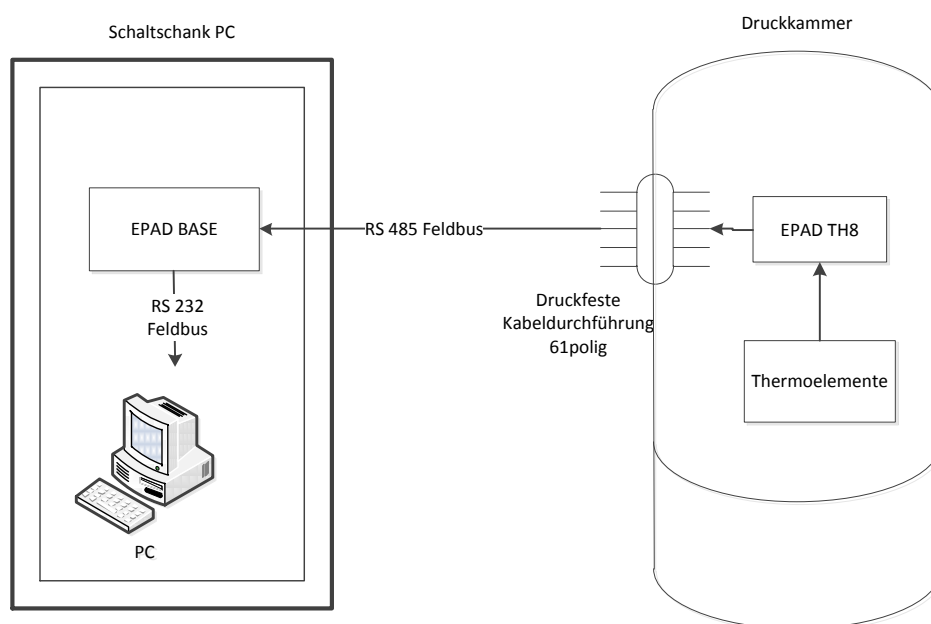 Schaltschank PC
Druckkammer
EPAD BASE
RS 485 Feldbus
EPAD TH8
RS 232
Feldbus
Druckfeste
Kabeldurchführung
61polig
Thermoelemente
PC